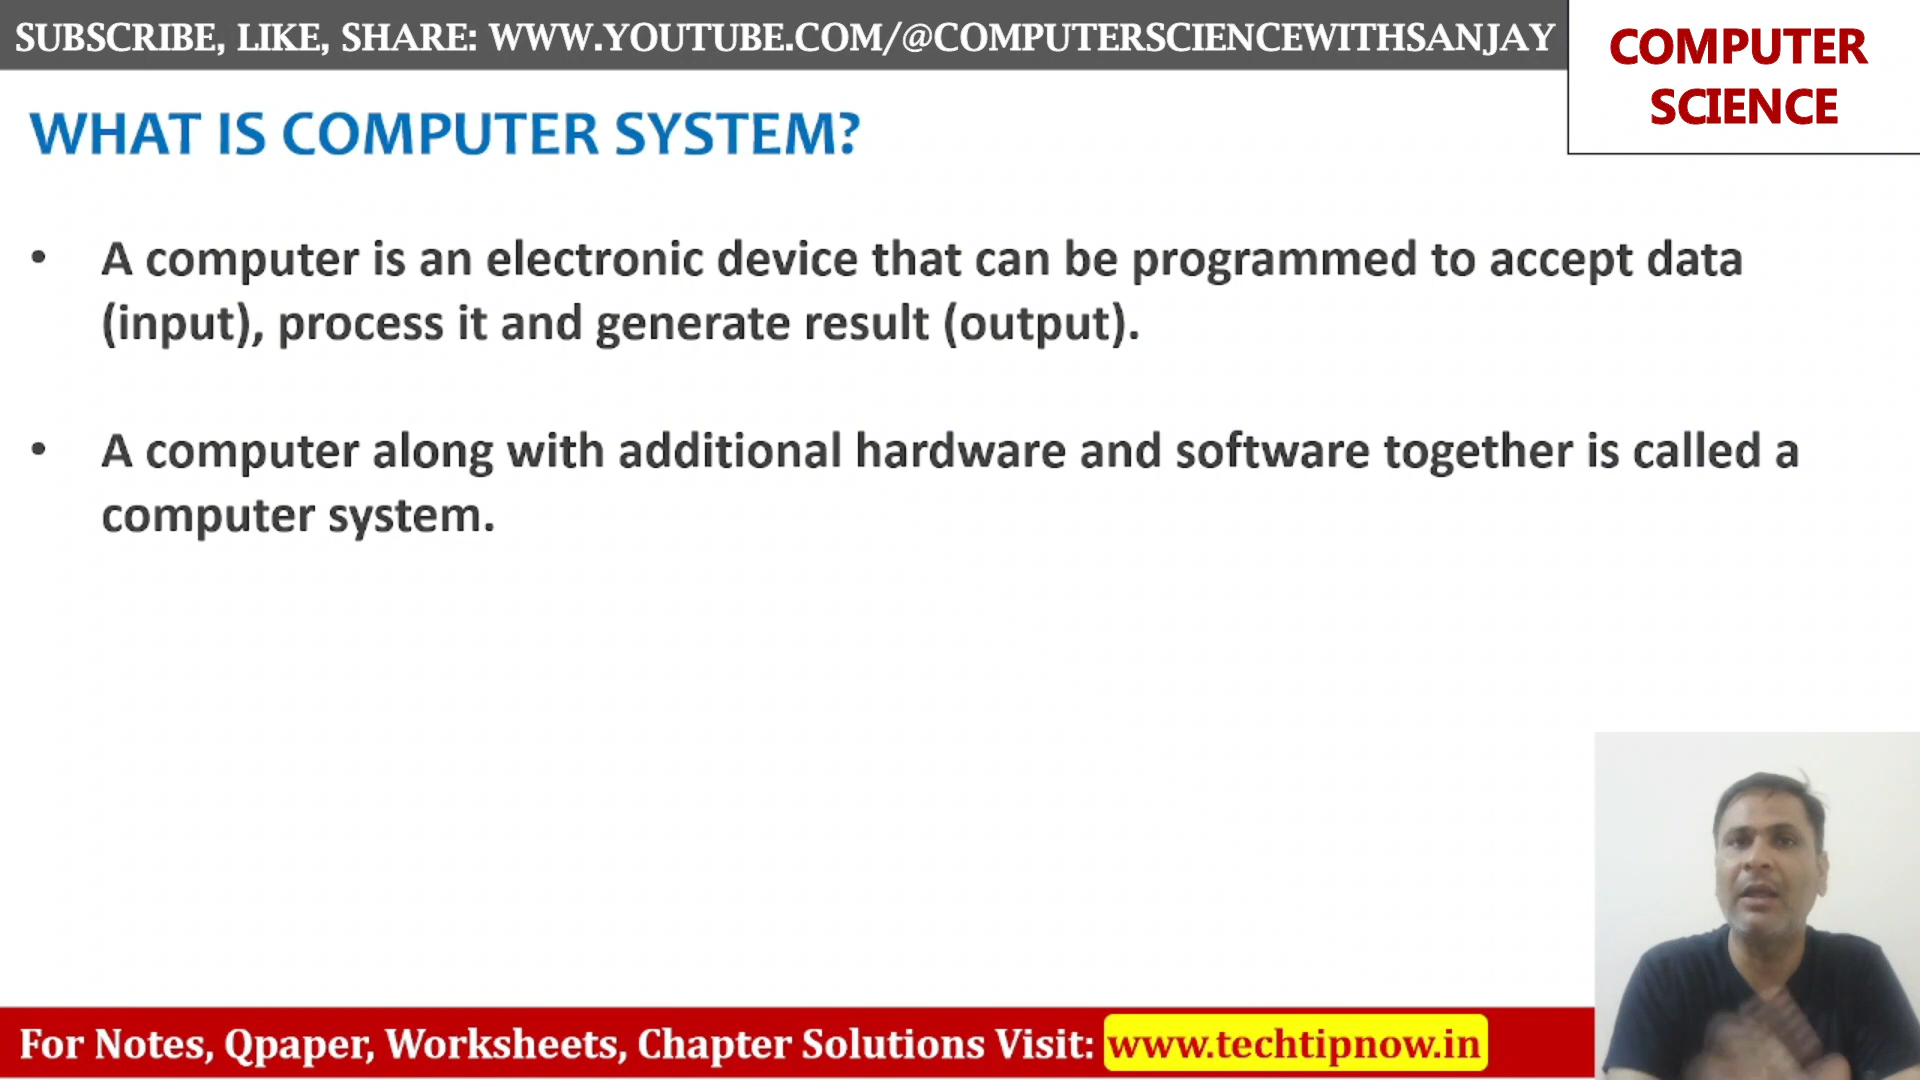 SUBSCRIBE, LIKE, SHARE: WWW.YOUTUBE.COM/@COMPUTERSCIENCEWITHSANJAY
COMPUTER
SCIENCE
WHAT IS COMPUTER SYSTEM?
• A computer is an electronic device that can be programmed to accept data
(input), process it and generate result (output).
• A computer along with additional hardware and software together is called a
computer system.
For Notes, Qpaper, Worksheets, Chapter Solutions Visit: www.techtipnow.in